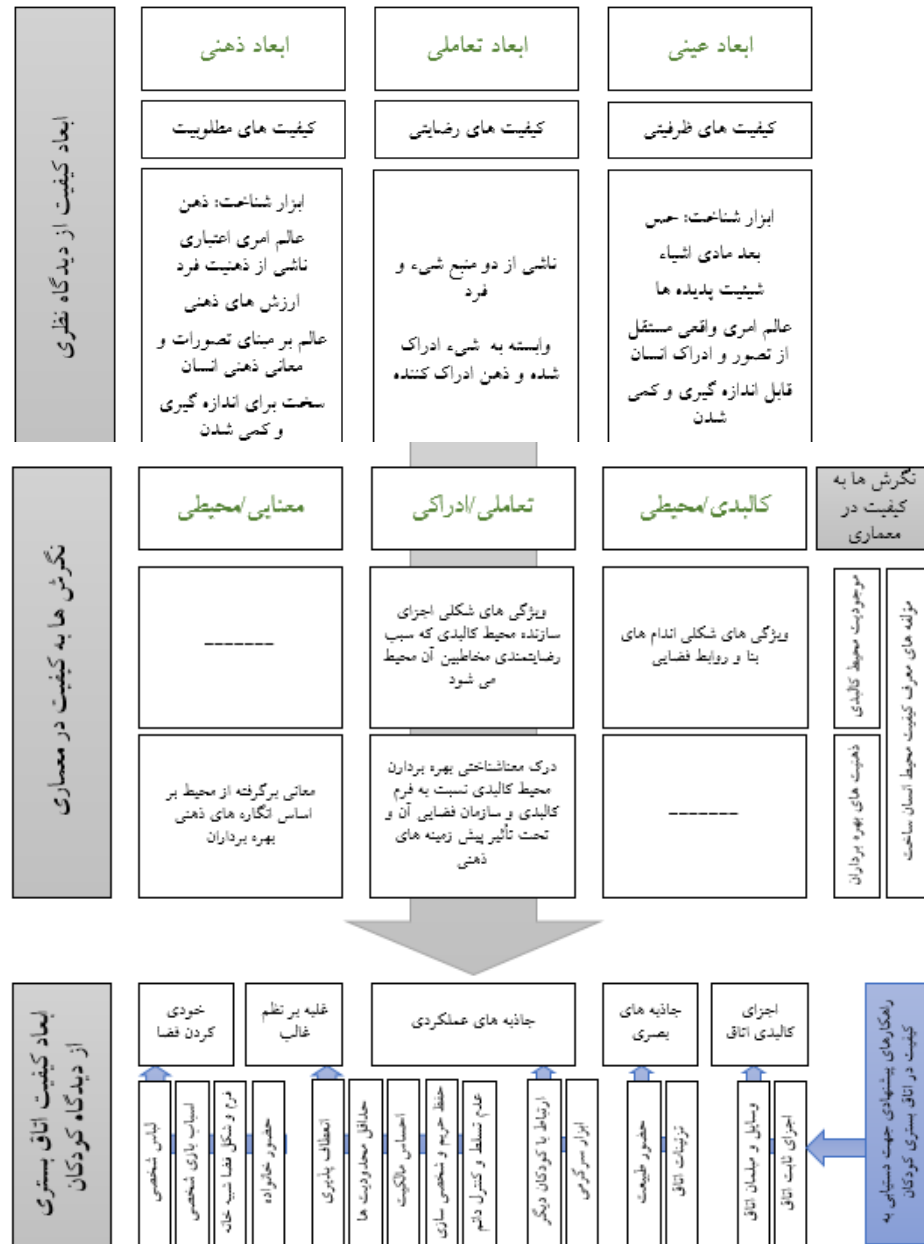 ابعاد کیفیت از دیدگاه نظری
ابعاد عینی
ابعاد تعاملی
ابعاد ذهنی
کیفیت های ظرفیتی
کیفیت های رضایتی
کیفیت های مطلوبیت
ابزار شناخت: حس
بعد مادی اشیاء
شیئیت پدیده ها
عالم امری واقعی مستقل
از تصور و ادراک انسان
قابل اندازه گیری و کمی
شدن
ناشی از دو منبع شیء و
فرد
وابسته به شیء ادراک
شده و ذهن ادراک کننده
ابزار شناخت: ذهن
عالم امری اعتباری
ناشی از ذهنیت فرد
ارزش های ذهنی
عالم بر مبنای تصورات و
معانی ذهنی انسان
سخت برای اندازه گیری
و کمی شدن
نگرش ها به کیفیت در معماری
نگرش ها به
کیفیت در
معماری
کالبدی/محیطی
تعاملی/ادراکی
معنایی/محیطی
مؤلفه های معرف کیفیت محیط انسان ساخت
موجودیت محیط کالبدی
ویژگی های شکلی اندام های
بنا و روابط فضایی
ویژگی های شکلی اجزای
سازنده محیط کالبدی که سبب
رضایتمندی مخاطبین آن محیط
می شود
-------
ذهنیت های بهره برداران
-------
درک معناشناختی بهره بردارن
محیط کالبدی نسبت به فرم
کالبدی و سازمان فضایی آن و
تحت تأثیر پیش زمینه های
ذهنی
معانی برگرفته از محیط بر
اساس انگاره های ذهنی
بهره برداران
ابعاد کیفیت اتاق بستری
از دیدگاه کودکان
راهکارهای پیشنهادی جهت دستیابی به
کیفیت در اتاق بستری کودکان
اجزای
کالبدی اتاق
جاذبه های
بصری
جاذبه های عملکردی
غلبه بر نظم
غالب
خودی
کردن فضا
اجزای ثابت اتاق
وسایل و مبلمان اتاق
تزئینات اتاق
حضور طبیعت
ابزار سرگرمی
ارتباط با کودکان دیگر
عدم تسلط و کنترل دائم
حفظ حریم و شخصی سازی
احساس مالکیت
حداقل محدودیت ها
انعطاف پذیری
حضور خانواده
فرم و شکل فضا شبیه خانه
اسباب بازی شخصی
لباس شخصی